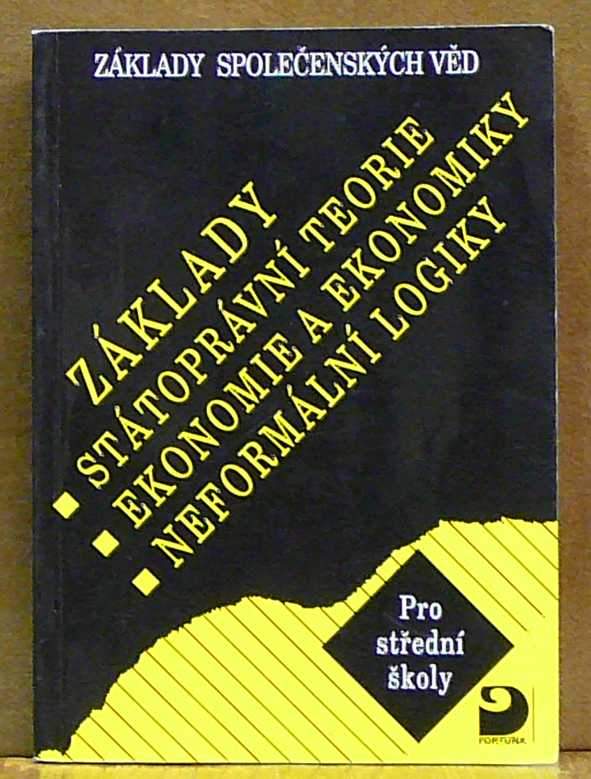 ZÁKLADY SPOLEČENSKÝCH VĚD
ZÁKLADY
STÁTOPRÁVNÍ TEORIE
EKONOMIE A EKONOMIKY
NEFORMÁLNÍ LOGIKY
Pro
střední
školy
FORTUNA